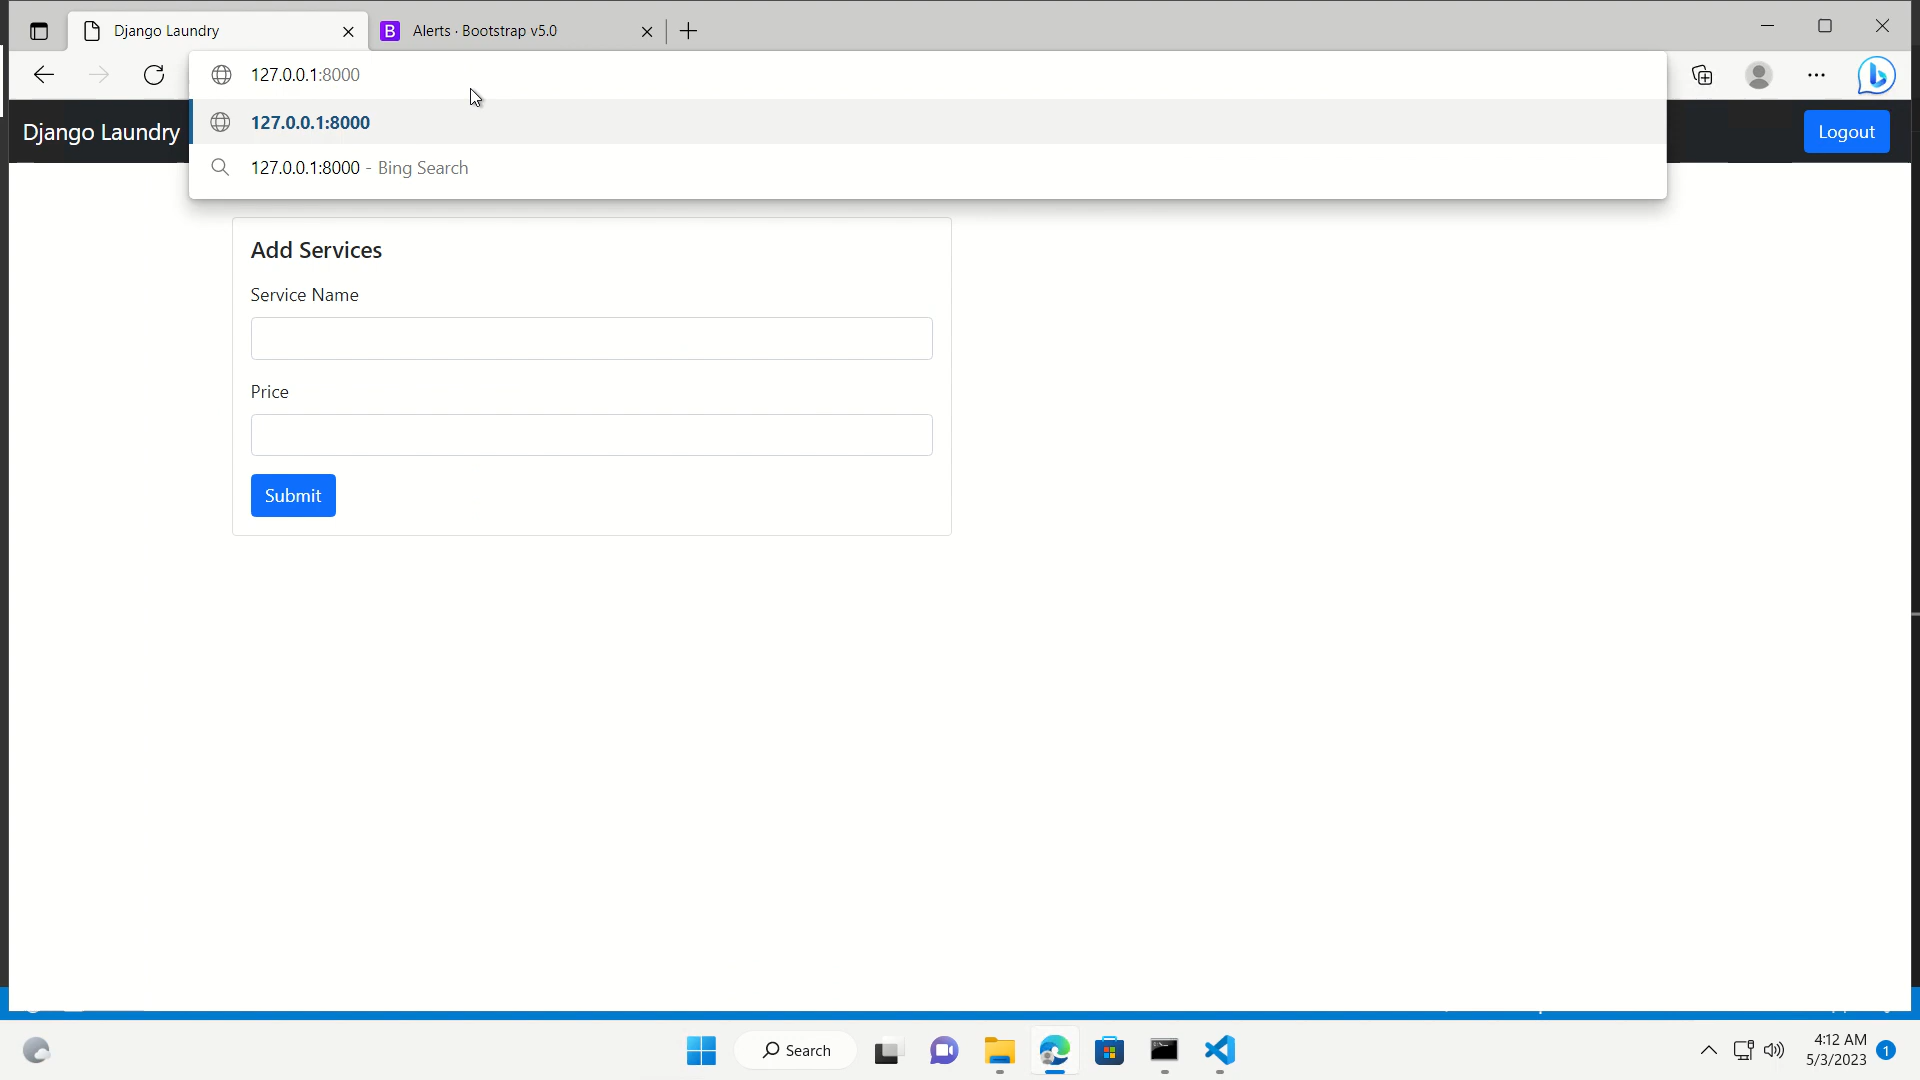 Django Laundry
B Alerts · Bootstrap v5.0
127.0.0.1:8000
127.0.0.1:8000
127.0.0.1:8000 - Bing Search
Django Laundry
Logout
Add Services
Service Name
Price
Submit
Search
4:12 AM
5/3/2023
1